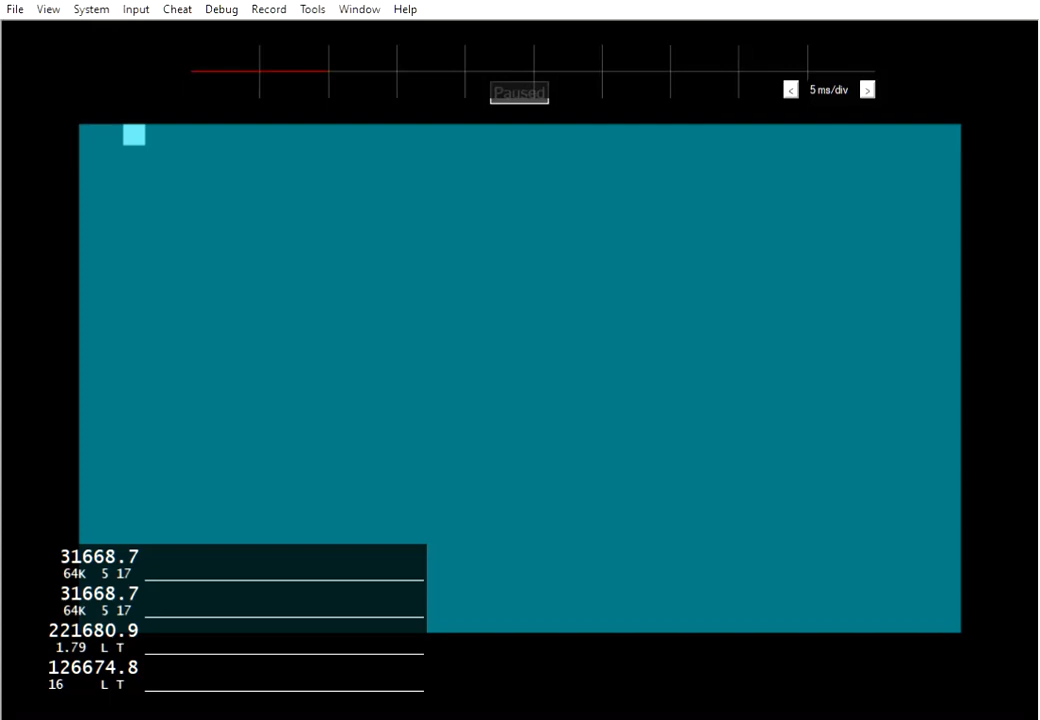 File View System Input Cheat Debug Record Tools Window Help
Paused
< 5 ms/div >
31668.7
64K 5 17
31668.7
64K 5 17
221680.9
1.79 L T
126674.8
16 L T